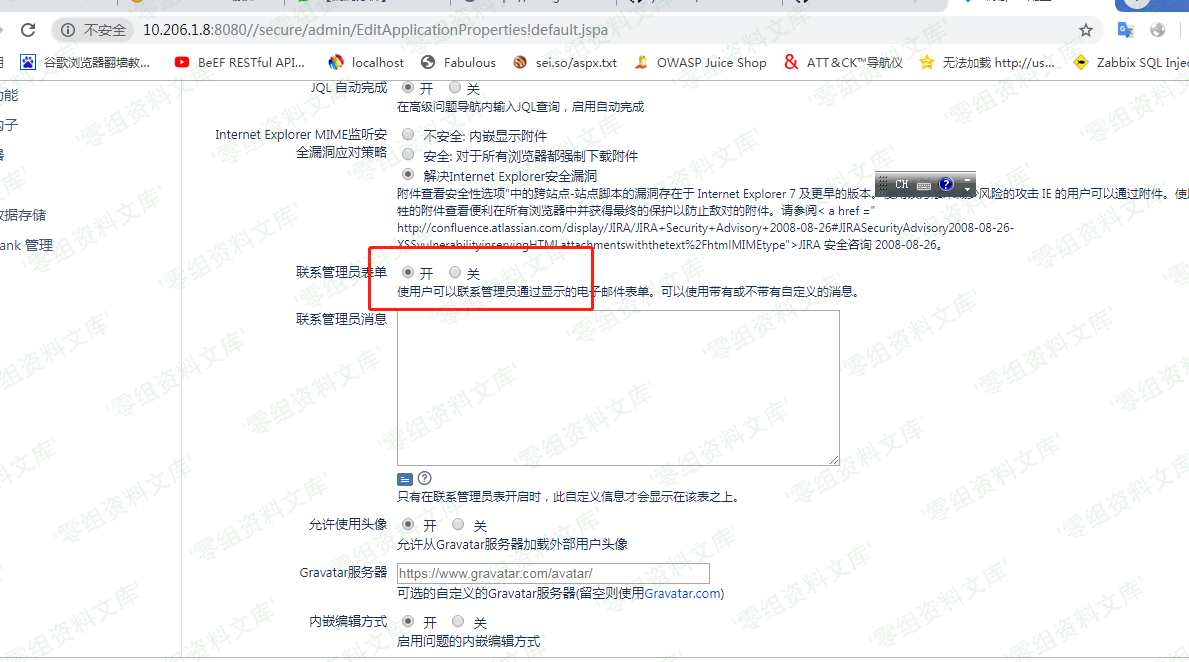 不安全 10.206.1.8:8080//secure/admin/EditApplicationProperties!default.jspa
谷歌浏览器翻墙教... BeEF RESTful API... localhost Fabulous sei.so/aspx.txt OWASP Juice Shop ATT＆CK™导航仪 无法加载 http://us... Zabbix SQL Injec
JQL 自动完成 开 关
在高级问题导航内输入JQL查询，启用自动完成
Internet Explorer MIME监听安
全漏洞应对策略
不安全: 内嵌显示附件
安全: 对于所有浏览器都强制下载附件
解决Internet Explorer安全漏洞
CH
附件查看安全性选项"中的跨站点-站点脚本的漏洞存在于 Internet Explorer 7 及更早的版本。 风险的攻击 IE 的用户可以通过附件。使
牲的附件查看便利在所有浏览器中并获得最终的保护以防止敌对的附件。请参阅< a href ="
http://confluence.atlassian.com/display/JIRA/JIRA+Security+Advisory+2008-08-26#JIRASecurityAdvisory2008-08-26-
XSSvulnerabilityinservingHTMLattachmentswiththetext%2FhtmlMIMEtype">JIRA 安全咨询 2008-08-26。
数据存储
ank 管理
联系管理员表单 开 关
使用户可以联系管理员通过显示的电子邮件表单。可以使用带有或不带有自定义的消息。
联系管理员消息
只有在联系管理员表开启时，此自定义信息才会显示在该表之上。
允许使用头像 开 关
允许从Gravatar服务器加载外部用户头像
Gravatar服务器 https://www.gravatar.com/avatar/
可选的自定义的Gravatar服务器(留空则使用Gravatar.com)
内嵌编辑方式 开 关
启用问题的内嵌编辑方式
零组资料文库